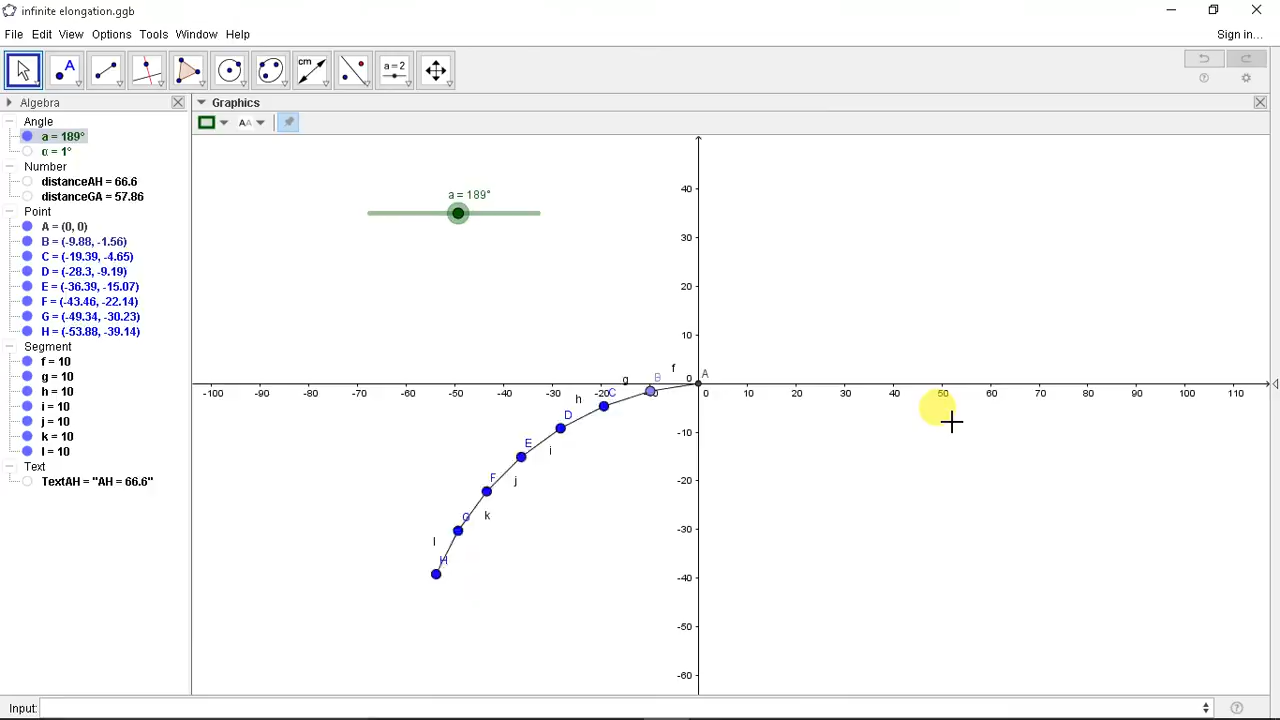 infinite elongation.ggb
File Edit View Options Tools Window Help
Sign in...
A
cm
a = 2
Algebra
Graphics
AA
Angle
a = 189°
α = 1°
Number
distanceAH = 66.6
distanceGA = 57.86
Point
A = (0, 0)
B = (-9.88, -1.56)
C = (-19.39, -4.65)
D = (-28.3, -9.19)
E = (-36.39, -15.07)
F = (-43.46, -22.14)
G = (-49.34, -30.23)
H = (-53.88, -39.14)
Segment
f = 10
g = 10
h = 10
i = 10
j = 10
k = 10
l = 10
Text
TextAH = "AH = 66.6"
a = 189°
40
30
20
10
0
-10
-20
-30
-40
-50
-60
-100 -90 -80 -70 -60 -50 -40 -30 -20 -10 0 10 20 30 40 50 60 70 80 90 100 110
f
A
g
B
h
C
D
i
E
j
F
k
G
l
H
Input: